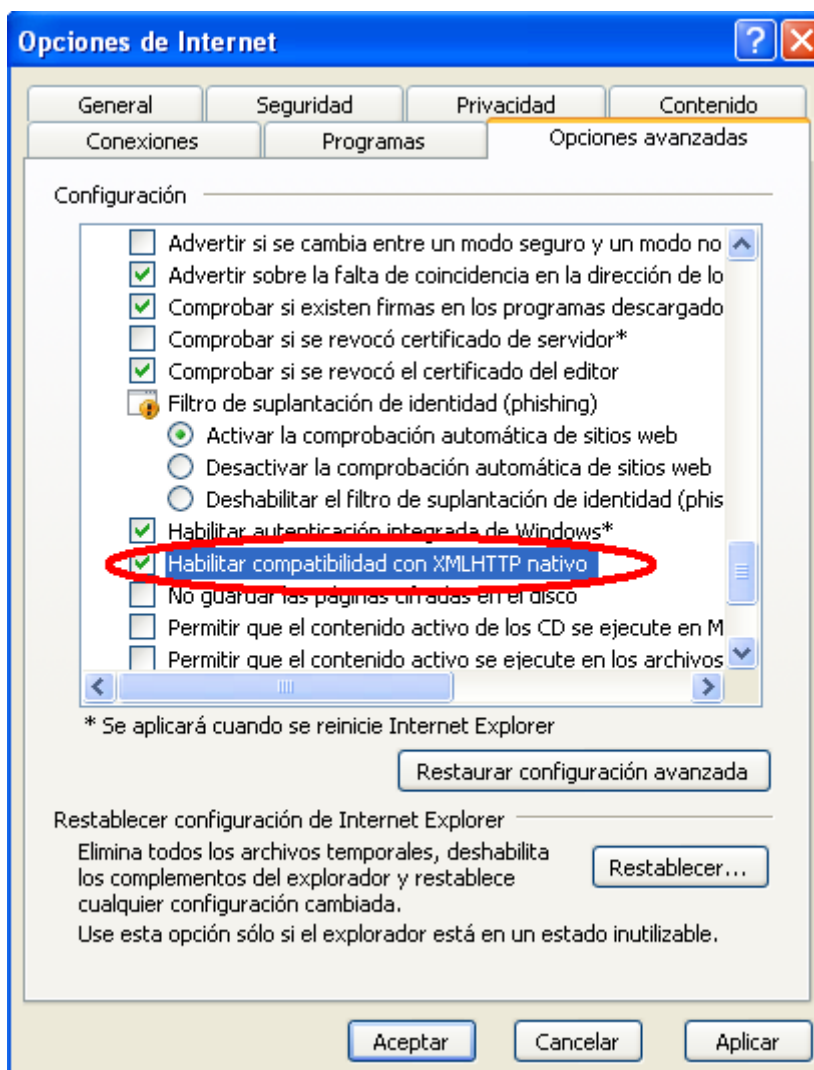 Opciones de Internet
General Seguridad Privacidad Contenido
Conexiones Programas Opciones avanzadas
Configuración
Advertir si se cambia entre un modo seguro y un modo no
Advertir sobre la falta de coincidencia en la dirección de lo
Comprobar si existen firmas en los programas descargado
Comprobar si se revocó certificado de servidor*
Comprobar si se revocó el certificado del editor
Filtro de suplantación de identidad (phishing)
Activar la comprobación automática de sitios web
Desactivar la comprobación automática de sitios web
Deshabilitar el filtro de suplantación de identidad (phis
Habilitar autenticación integrada de Windows*
Habilitar compatibilidad con XMLHTTP nativo
No guardar las páginas cifradas en el disco
Permitir que el contenido activo de los CD se ejecute en M
Permitir que el contenido activo se ejecute en los archivos
* Se aplicará cuando se reinicie Internet Explorer
Restaurar configuración avanzada
Restablecer configuración de Internet Explorer
Elimina todos los archivos temporales, deshabilita
los complementos del explorador y restablece
cualquier configuración cambiada.
Restablecer...
Use esta opción sólo si el explorador está en un estado inutilizable.
Aceptar Cancelar Aplicar